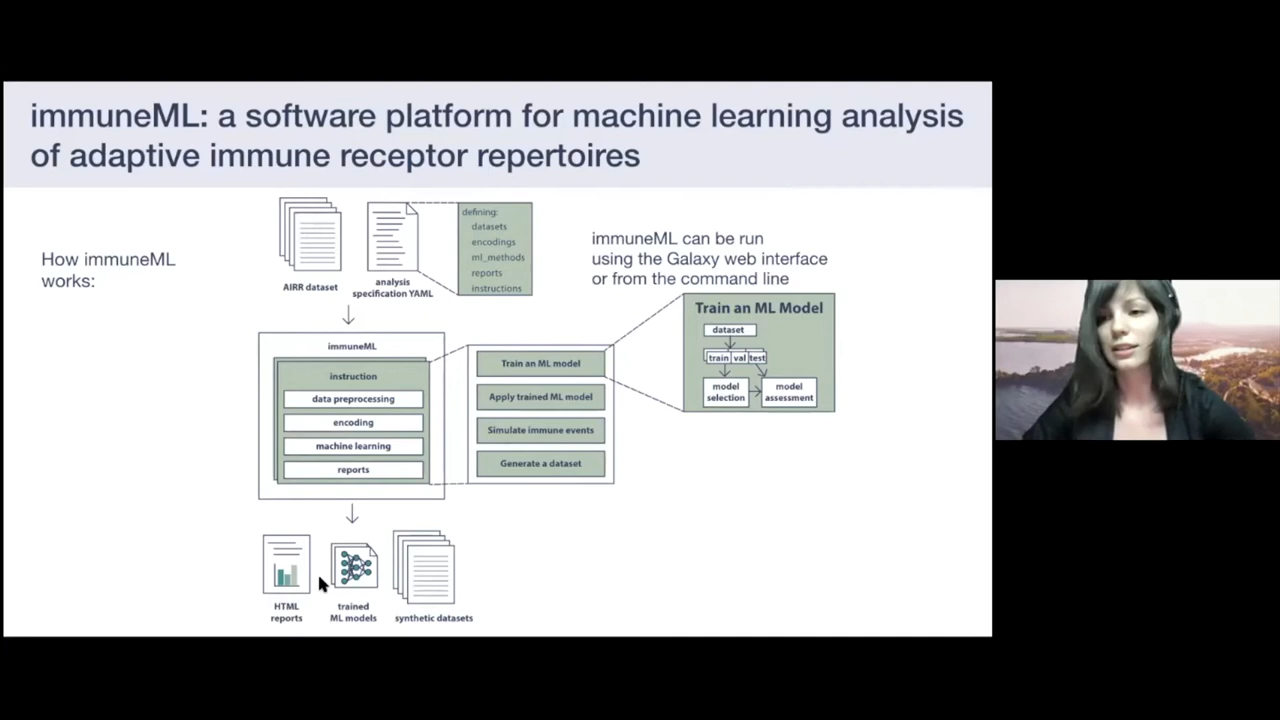 immuneML: a software platform for machine learning analysis
of adaptive immune receptor repertoires
How immuneML
works:
AIRR dataset
analysis
specification YAML
defining:
datasets
encodings
ml_methods
reports
instructions
immuneML can be run
using the Galaxy web interface
or from the command line
immuneML
instruction
data preprocessing
encoding
machine learning
reports
Train an ML model
Apply trained ML model
Simulate immune events
Generate a dataset
Train an ML Model
dataset
train val test
model
selection
model
assessment
HTML
reports
trained
ML models
synthetic datasets